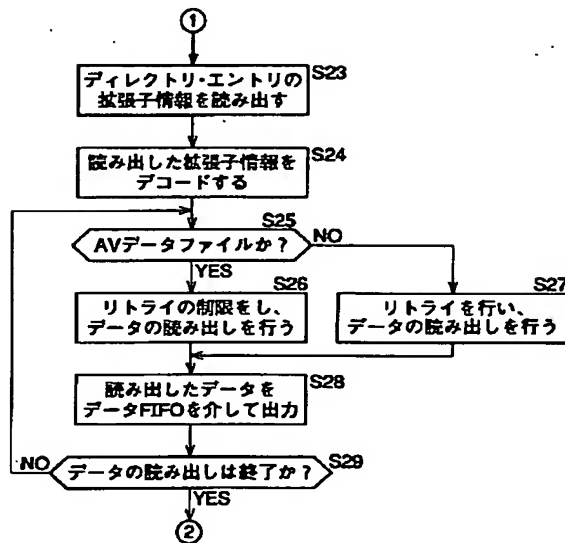 1
ディレクトリ・エントリの
拡張子情報を読み出す
S23
読み出した拡張子情報を
デコードする
S24
S25
AVデータファイルか？
NO
YES
S26
リトライの制限をし、
データの読み出しを行う
S27
リトライを行い、
データの読み出しを行う
S28
読み出したデータを
データFIFOを介して出力
NO
データの読み出しは終了か？
S29
YES
2